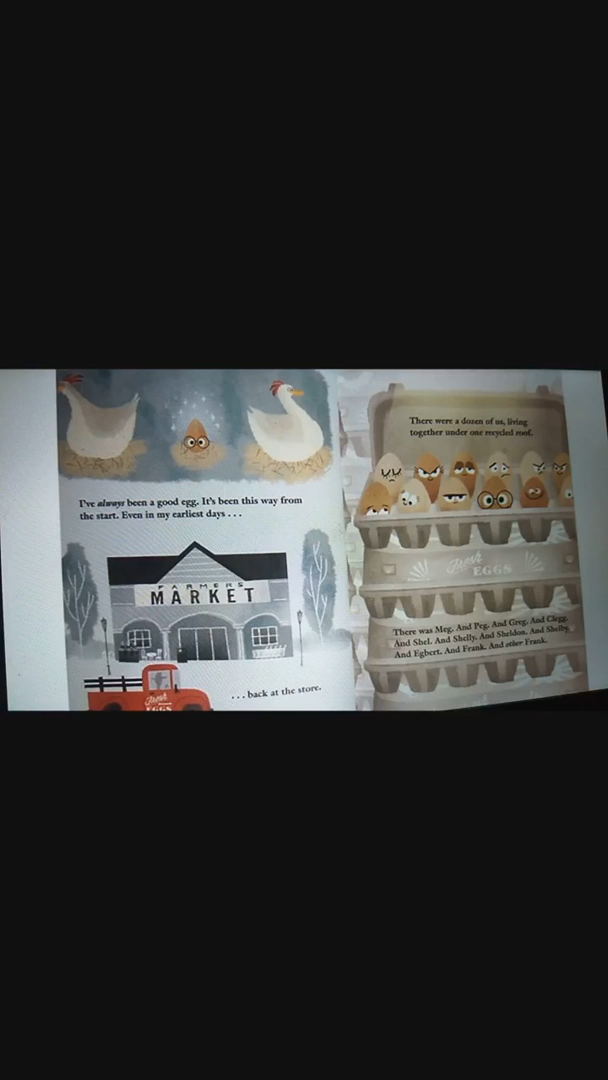 I've always been a good egg. It's been this way from
the start. Even in my earliest days . . .
FARMERS
MARKET
Fresh
EGGS
. . . back at the store.
There were a dozen of us, living
together under one recycled roof.
Fresh
EGGS
There was Meg. And Peg. And Greg. And Clegg.
And Shel. And Shelly. And Sheldon. And Shelby.
And Egbert. And Frank. And other Frank.